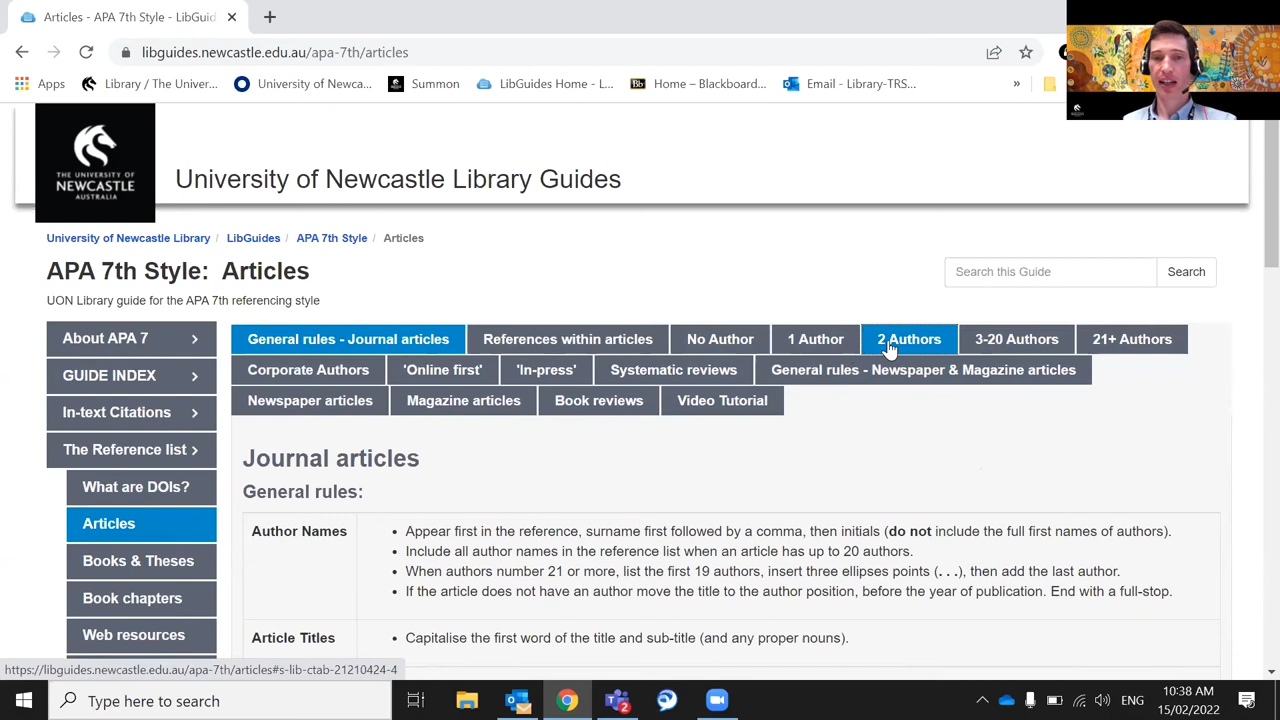 Articles - APA 7th Style - LibGuid
libguides.newcastle.edu.au/apa-7th/articles
Apps
Library / The Univer...
University of Newca...
Summon
LibGuides Home - L...
Bb
Home – Blackboard...
Email - Library-TRS...
»
THE UNIVERSITY OF
NEWCASTLE
AUSTRALIA
University of Newcastle Library Guides
University of Newcastle Library / LibGuides / APA 7th Style / Articles
APA 7th Style: Articles
Search this Guide
Search
UON Library guide for the APA 7th referencing style
About APA 7
GUIDE INDEX
In-text Citations
The Reference list
What are DOIs?
Articles
Books & Theses
Book chapters
Web resources
General rules - Journal articles
References within articles
No Author
1 Author
2 Authors
3-20 Authors
21+ Authors
Corporate Authors
'Online first'
'In-press'
Systematic reviews
General rules - Newspaper & Magazine articles
Newspaper articles
Magazine articles
Book reviews
Video Tutorial
Journal articles
General rules:
Author Names
• Appear first in the reference, surname first followed by a comma, then initials (do not include the full first names of authors).
• Include all author names in the reference list when an article has up to 20 authors.
• When authors number 21 or more, list the first 19 authors, insert three ellipses points (. . .), then add the last author.
• If the article does not have an author move the title to the author position, before the year of publication. End with a full-stop.
Article Titles
• Capitalise the first word of the title and sub-title (and any proper nouns).
https://libguides.newcastle.edu.au/apa-7th/articles#s-lib-ctab-21210424-4
Type here to search
2
ENG
10:38 AM
15/02/2022